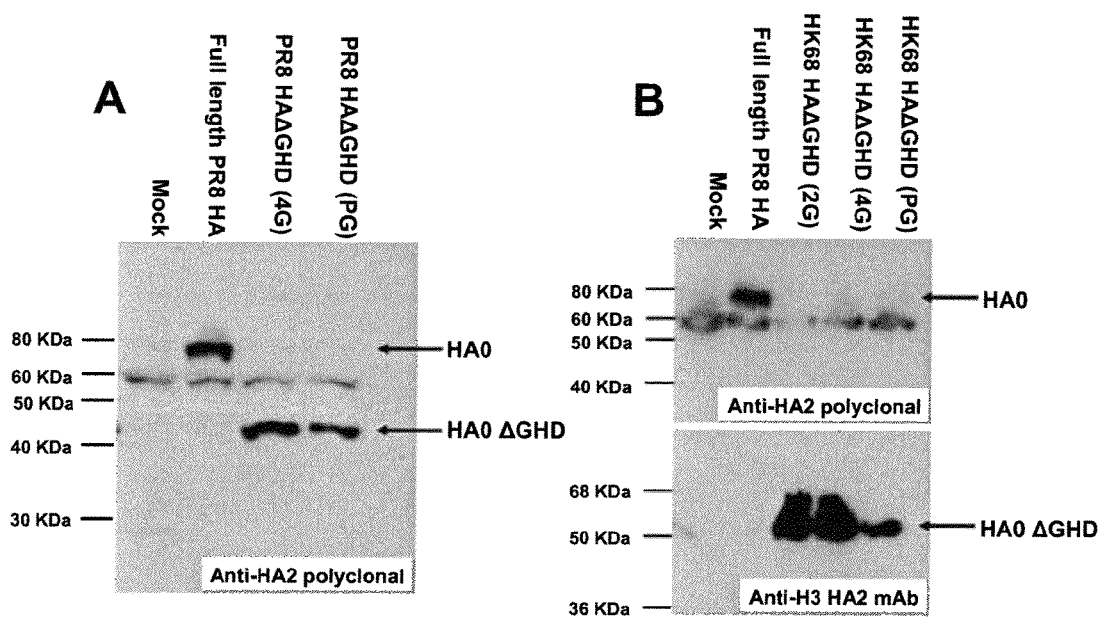 A
Mock
Full length PR8 HA
PR8 HAΔGHD (4G)
PR8 HAΔGHD (PG)
80 KDa
60 KDa
50 KDa
40 KDa
30 KDa
HA0
HA0 ΔGHD
Anti-HA2 polyclonal
B
Mock
Full length PR8 HA
HK68 HAΔGHD (2G)
HK68 HAΔGHD (4G)
HK68 HAΔGHD (PG)
80 KDa
60 KDa
50 KDa
40 KDa
HA0
Anti-HA2 polyclonal
68 KDa
50 KDa
36 KDa
HA0 ΔGHD
Anti-H3 HA2 mAb